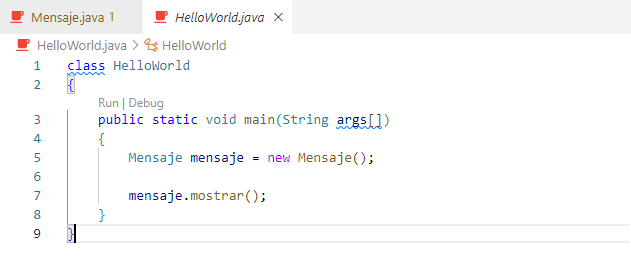 Mensaje.java 1 HelloWorld.java
HelloWorld.java > HelloWorld
1 class HelloWorld
2 {
Run | Debug
3 public static void main(String args[])
4 {
5 Mensaje mensaje = new Mensaje();
6
7 mensaje.mostrar();
8 }
9 }